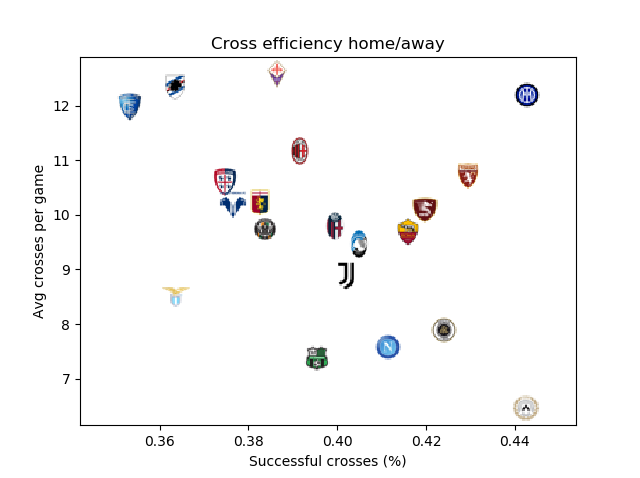 Cross efficiency home/away
Avg crosses per game
12
11
10
9
8
7
0.36 0.38 0.40 0.42 0.44
Successful crosses (%)
N